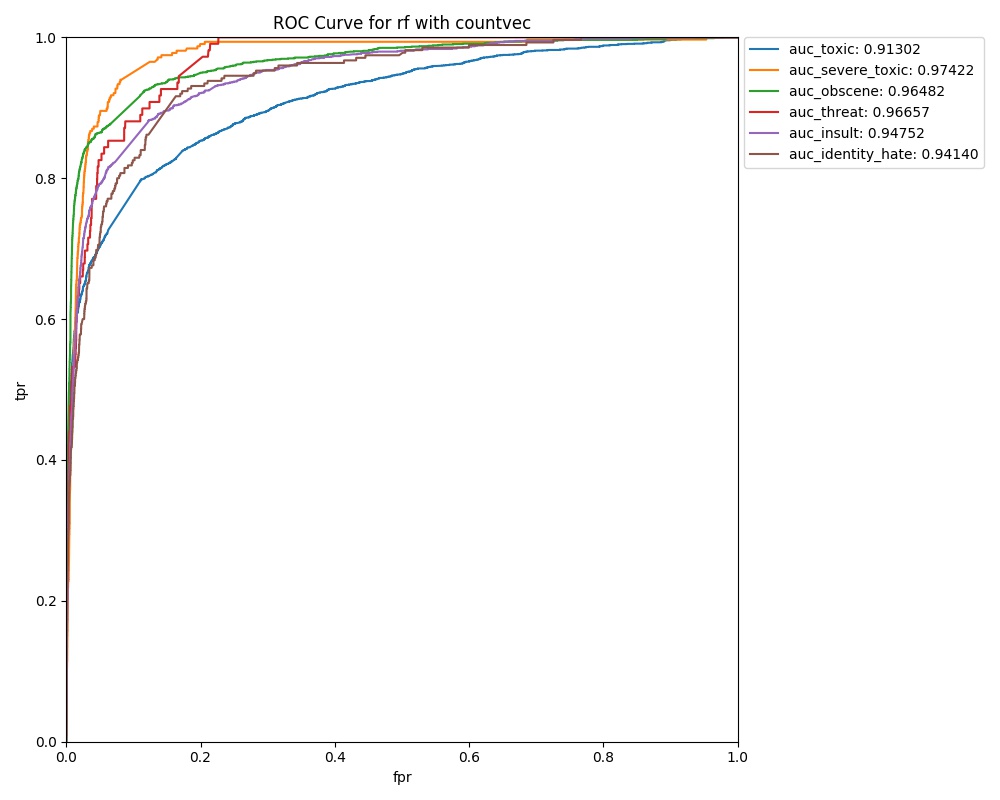 ROC Curve for rf with countvec
1.0
0.8
0.6
0.4
0.2
0.0
tpr
0.0 0.2 0.4 0.6 0.8 1.0
fpr
auc_toxic: 0.91302
auc_severe_toxic: 0.97422
auc_obscene: 0.96482
auc_threat: 0.96657
auc_insult: 0.94752
auc_identity_hate: 0.94140